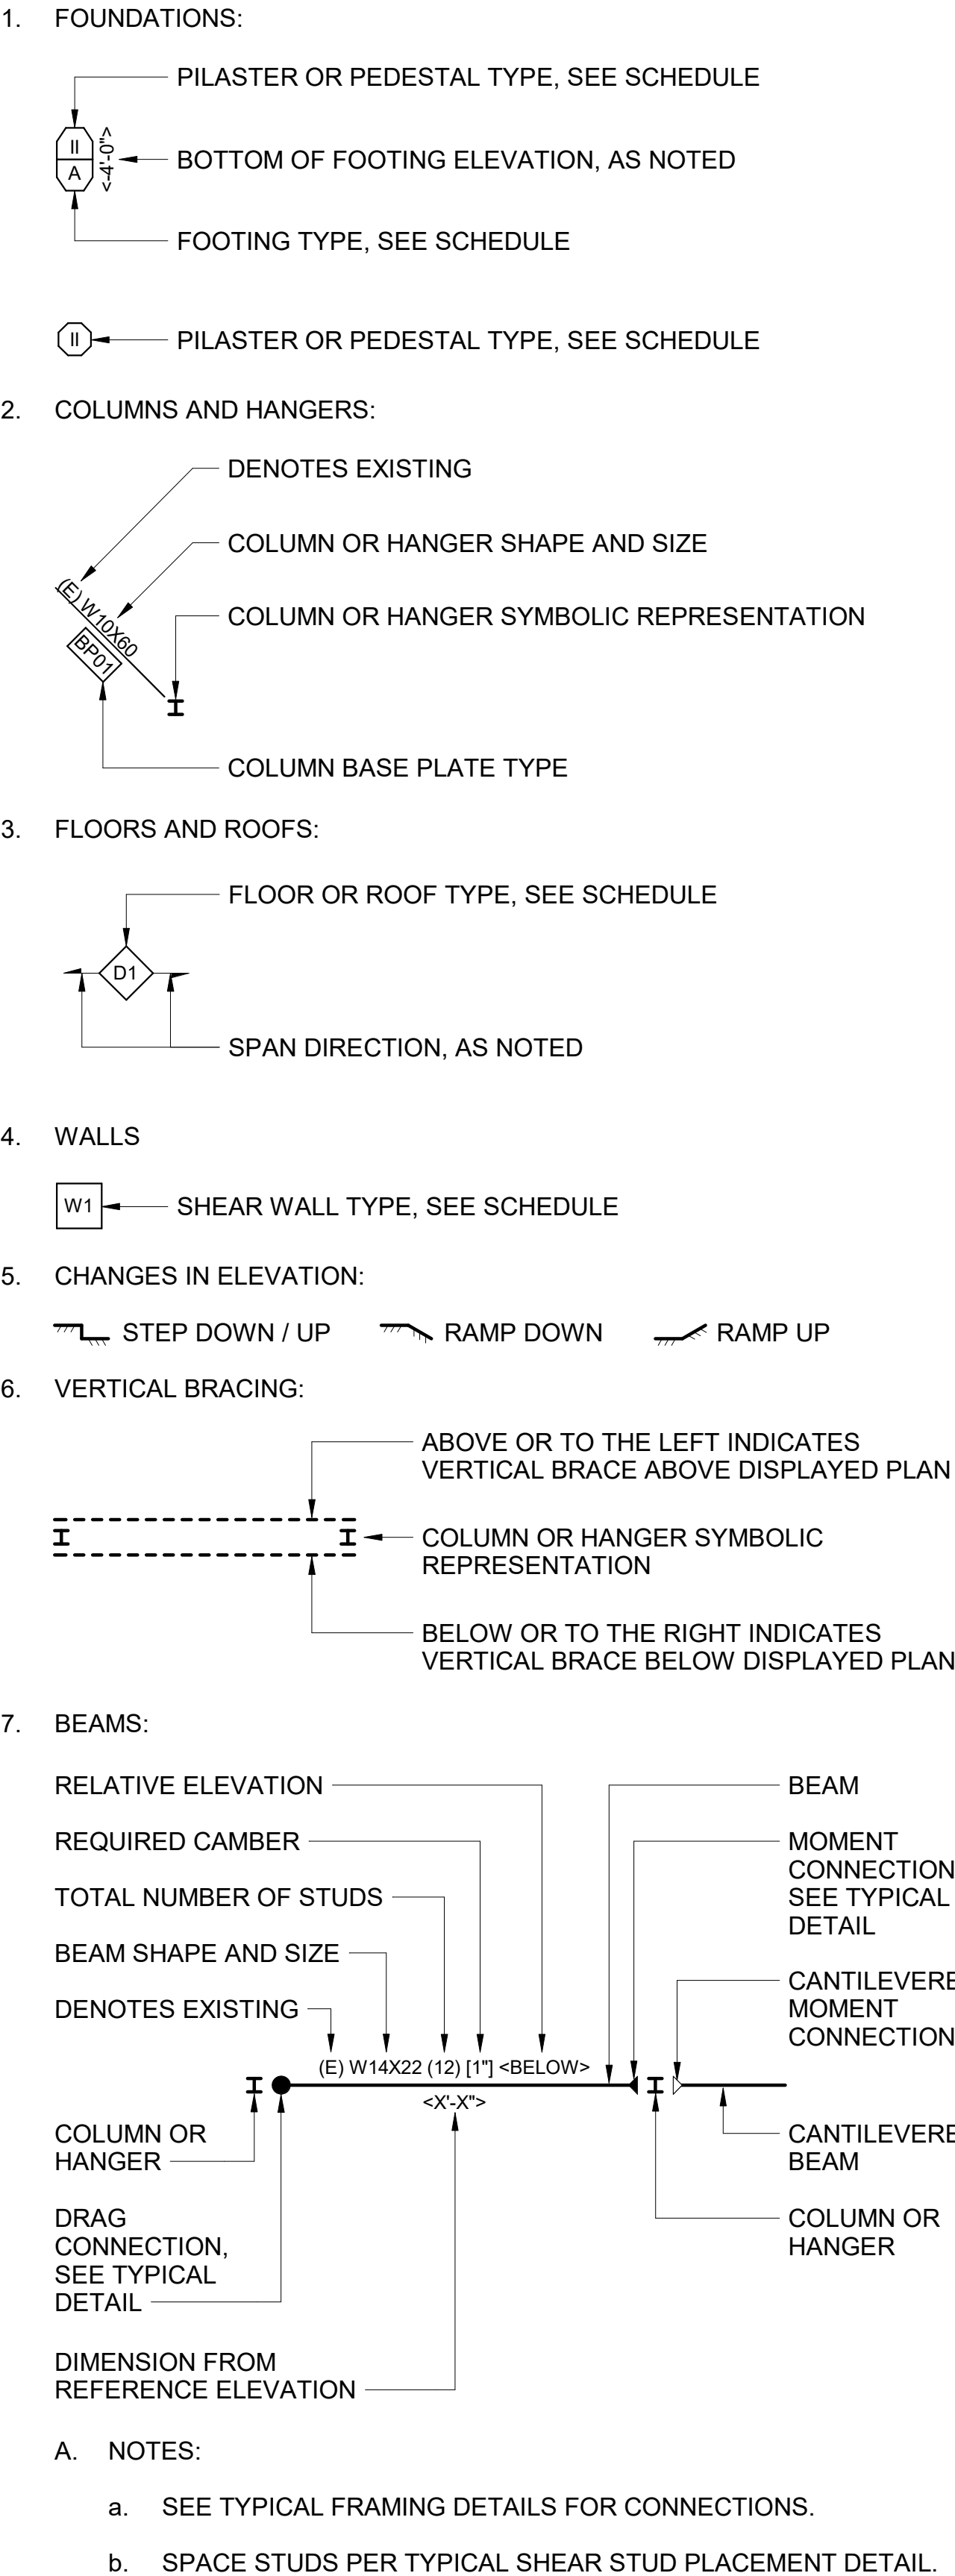 1. FOUNDATIONS:
PILASTER OR PEDESTAL TYPE, SEE SCHEDULE
II
A
<-4'-0">
BOTTOM OF FOOTING ELEVATION, AS NOTED
FOOTING TYPE, SEE SCHEDULE
II
PILASTER OR PEDESTAL TYPE, SEE SCHEDULE
2. COLUMNS AND HANGERS:
DENOTES EXISTING
COLUMN OR HANGER SHAPE AND SIZE
(E) W10X60
BP01
COLUMN OR HANGER SYMBOLIC REPRESENTATION
COLUMN BASE PLATE TYPE
3. FLOORS AND ROOFS:
FLOOR OR ROOF TYPE, SEE SCHEDULE
D1
SPAN DIRECTION, AS NOTED
4. WALLS
W1
SHEAR WALL TYPE, SEE SCHEDULE
5. CHANGES IN ELEVATION:
STEP DOWN / UP
RAMP DOWN
RAMP UP
6. VERTICAL BRACING:
ABOVE OR TO THE LEFT INDICATES
VERTICAL BRACE ABOVE DISPLAYED PLAN
COLUMN OR HANGER SYMBOLIC
REPRESENTATION
BELOW OR TO THE RIGHT INDICATES
VERTICAL BRACE BELOW DISPLAYED PLAN
7. BEAMS:
RELATIVE ELEVATION
REQUIRED CAMBER
TOTAL NUMBER OF STUDS
BEAM SHAPE AND SIZE
DENOTES EXISTING
BEAM
MOMENT
CONNECTION
SEE TYPICAL
DETAIL
CANTILEVERE
MOMENT
CONNECTION
(E) W14X22 (12) [1"] <BELOW>
<X'-X">
COLUMN OR
HANGER
DRAG
CONNECTION,
SEE TYPICAL
DETAIL
DIMENSION FROM
REFERENCE ELEVATION
CANTILEVERE
BEAM
COLUMN OR
HANGER
A. NOTES:
a. SEE TYPICAL FRAMING DETAILS FOR CONNECTIONS.
b. SPACE STUDS PER TYPICAL SHEAR STUD PLACEMENT DETAIL.